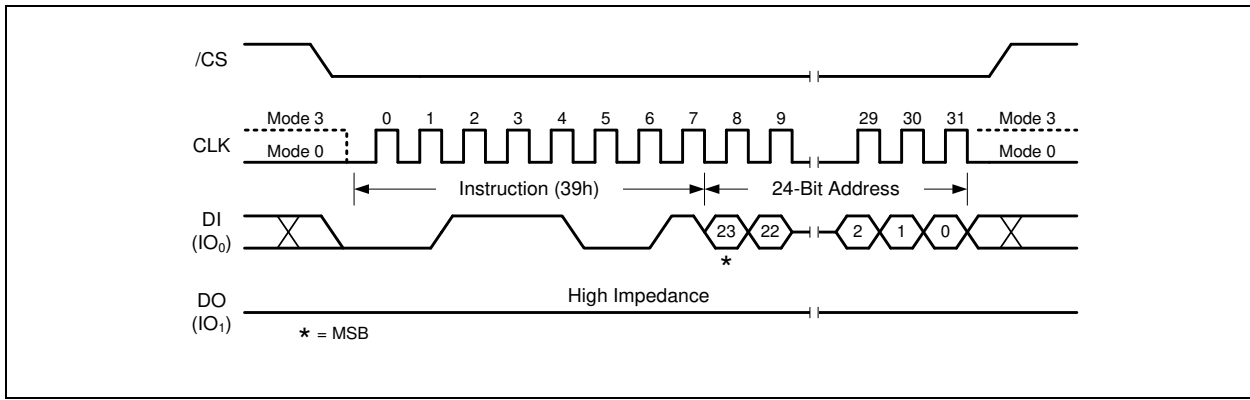 /CS
Mode 3 0 1 2 3 4 5 6 7 8 9 29 30 31 Mode 3
CLK
Mode 0 Mode 0
Instruction (39h) 24-Bit Address
DI
(IO₀)
23 22 2 1 0
*
High Impedance
DO
(IO₁)
* = MSB